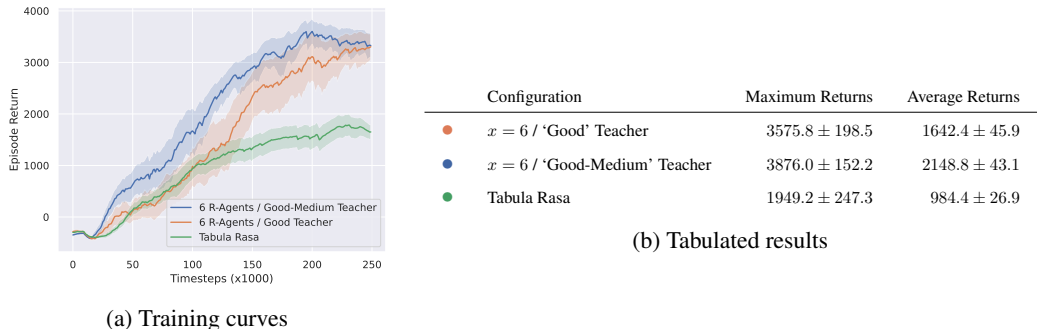 4000
3000
2000
1000
0
Episode Return
6 R-Agents / Good-Medium Teacher
6 R-Agents / Good Teacher
Tabula Rasa
0 50 100 150 200 250
Timesteps (x1000)
(a) Training curves
Configuration Maximum Returns Average Returns
x = 6 / ‘Good’ Teacher 3575.8 ± 198.5 1642.4 ± 45.9
x = 6 / ‘Good-Medium’ Teacher 3876.0 ± 152.2 2148.8 ± 43.1
Tabula Rasa 1949.2 ± 247.3 984.4 ± 26.9
(b) Tabulated results